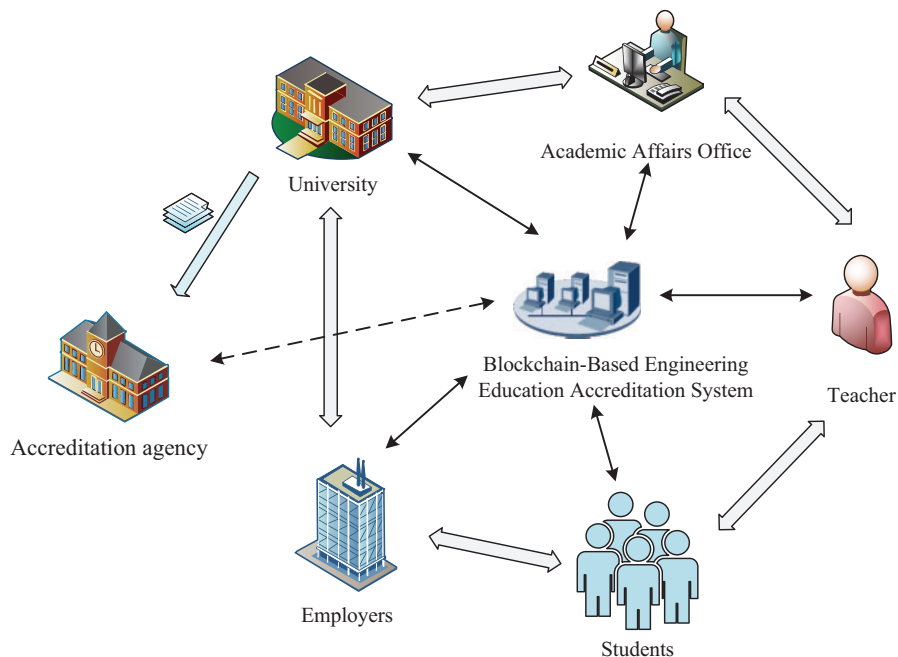 Academic Affairs Office
University
Blockchain-Based Engineering
Education Accreditation System
Teacher
Accreditation agency
Employers
Students